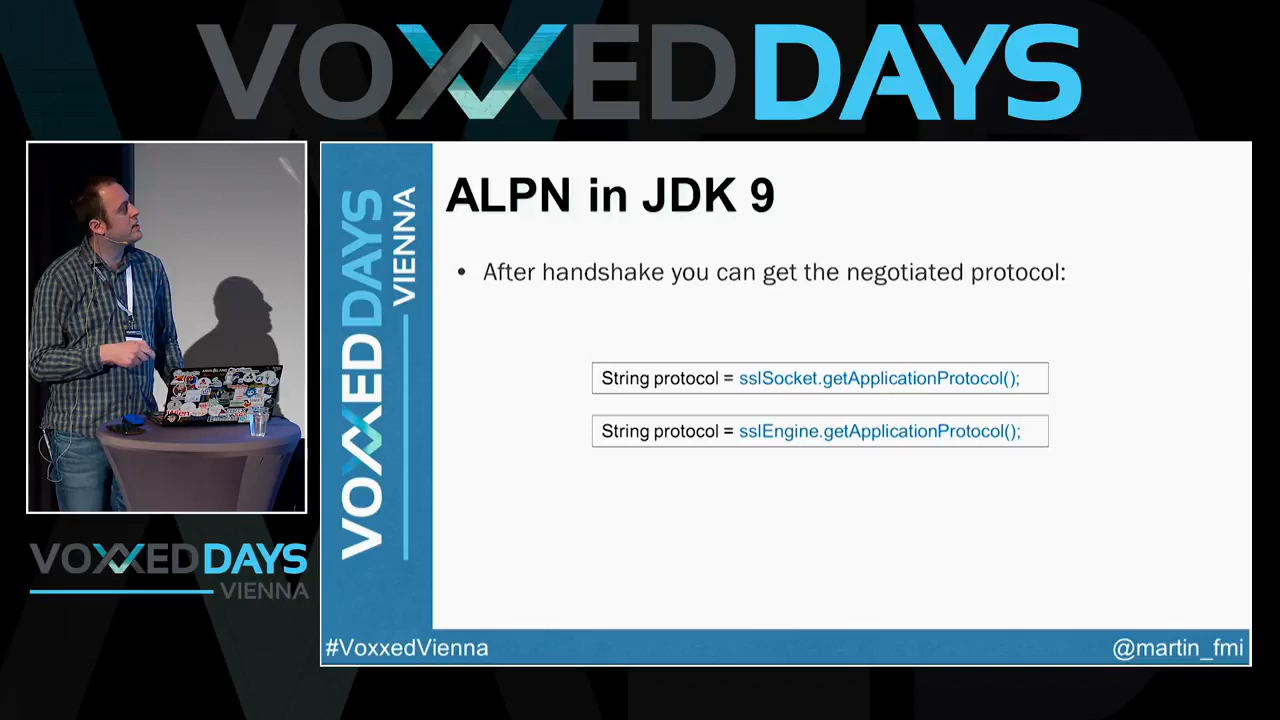 VOXXED DAYS
ALPN in JDK 9
• After handshake you can get the negotiated protocol:
String protocol = sslSocket.getApplicationProtocol();
String protocol = sslEngine.getApplicationProtocol();
VOXXED DAYS
VIENNA
VOXXED DAYS
VIENNA
#VoxxedVienna
@martin_fmi